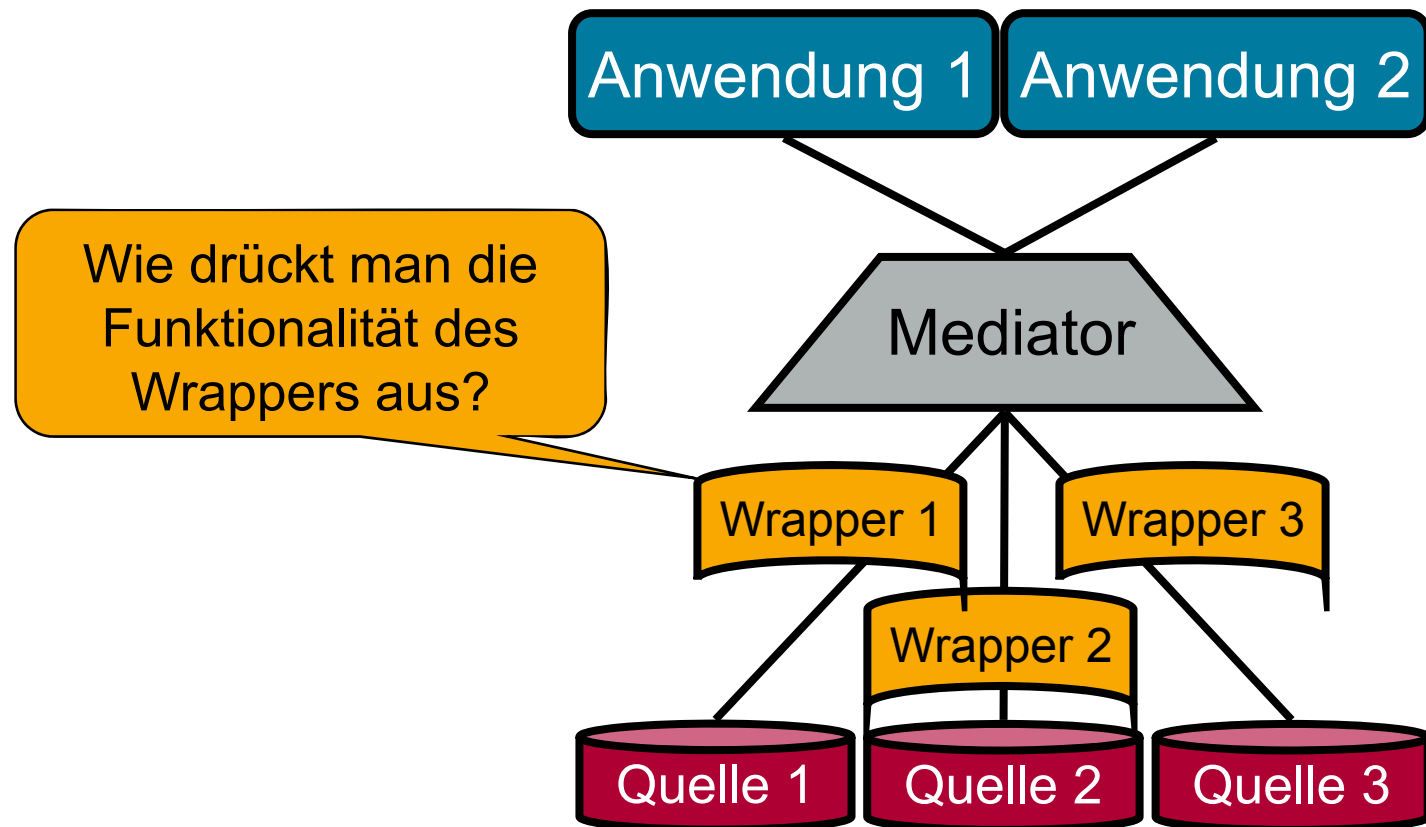 Anwendung 1
Anwendung 2
Wie drückt man die
Funktionalität des
Wrappers aus?
Mediator
Wrapper 1
Wrapper 3
Wrapper 2
Quelle 1
Quelle 2
Quelle 3